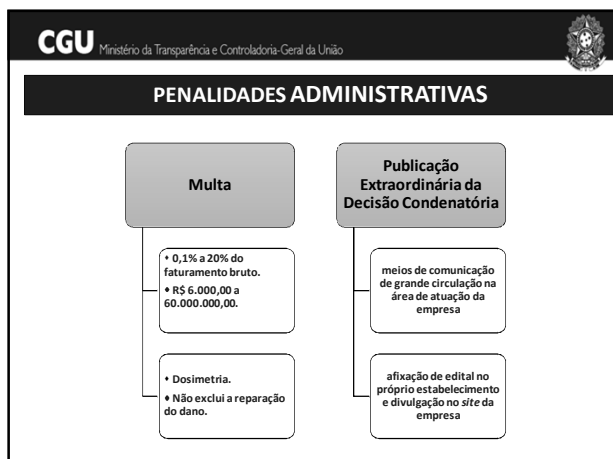 CGU Ministério da Transparência e Controladoria-Geral da União
PENALIDADES ADMINISTRATIVAS
Multa
• 0,1% a 20% do
faturamento bruto.
• R$ 6.000,00 a
60.000.000,00.
• Dosimetria.
• Não exclui a reparação
do dano.
Publicação
Extraordinária da
Decisão Condenatória
meios de comunicação
de grande circulação na
área de atuação da
empresa
afixação de edital no
próprio estabelecimento
e divulgação no site da
empresa